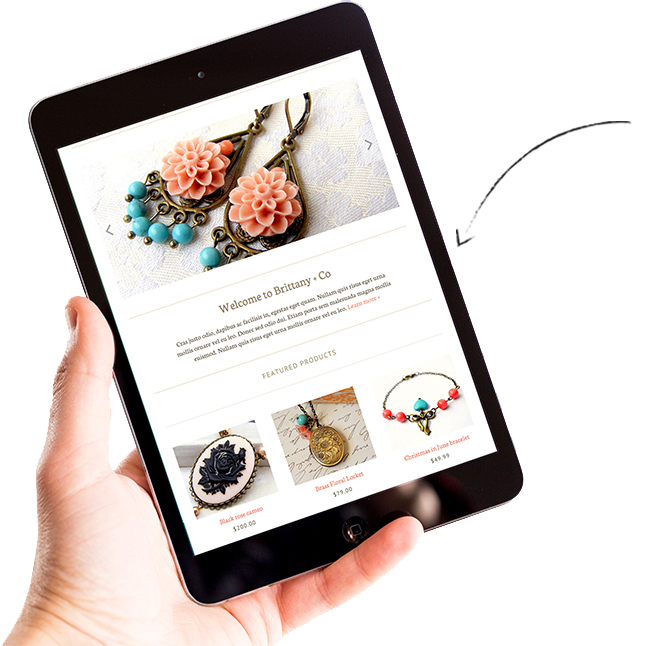 Welcome to Brittany + Co
Cras justo odio, dapibus ac facilisis in, egestas eget quam. Nullam quis risus eget urna
mollis ornare vel eu leo. Donec sed odio dui. Etiam porta sem malesuada magna mollis
euismod. Nullam quis risus eget urna mollis ornare vel eu leo. Learn more »
FEATURED PRODUCTS
Black rose cameo
$200.00
Brass Floral Locket
$79.00
Christmas in June bracelet
$49.99